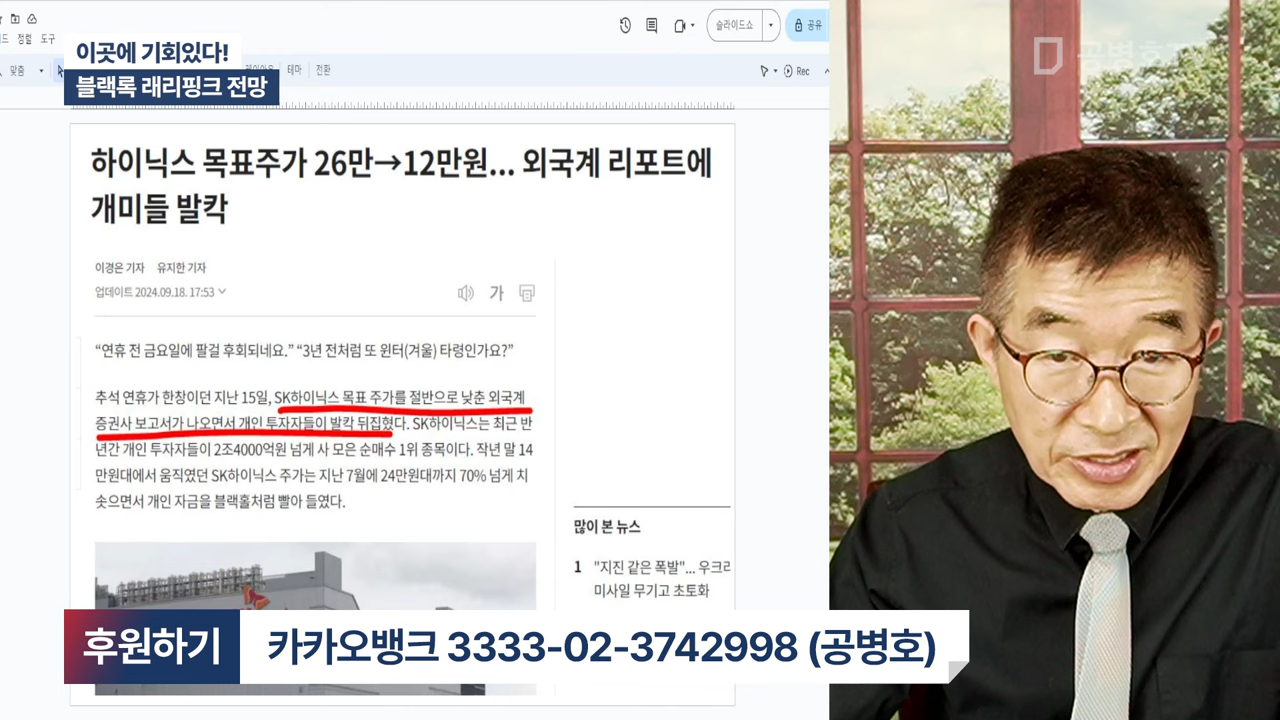 정렬 도구
슬라이드쇼
공유
맞춤
테마 전환
Rec
이곳에 기회있다!
블랙록 래리핑크 전망
공병호TV
하이닉스 목표주가 26만→12만원... 외국계 리포트에
개미들 발칵
이경은 기자 유지한 기자
업데이트 2024.09.18. 17:53
가
“연휴 전 금요일에 팔걸 후회되네요.” “3년 전처럼 또 윈터(겨울) 타령인가요?”
추석 연휴가 한창이던 지난 15일, SK하이닉스 목표 주가를 절반으로 낮춘 외국계
증권사 보고서가 나오면서 개인 투자자들이 발칵 뒤집혔다. SK하이닉스는 최근 반
년간 개인 투자자들이 2조4000억원 넘게 사 모은 순매수 1위 종목이다. 작년 말 14
만원대에서 움직였던 SK하이닉스 주가는 지난 7월에 24만원대까지 70% 넘게 치
솟으면서 개인 자금을 블랙홀처럼 빨아 들였다.
많이 본 뉴스
1 "지진 같은 폭발"... 우크라
미사일 무기고 초토화
후원하기
카카오뱅크 3333-02-3742998 (공병호)